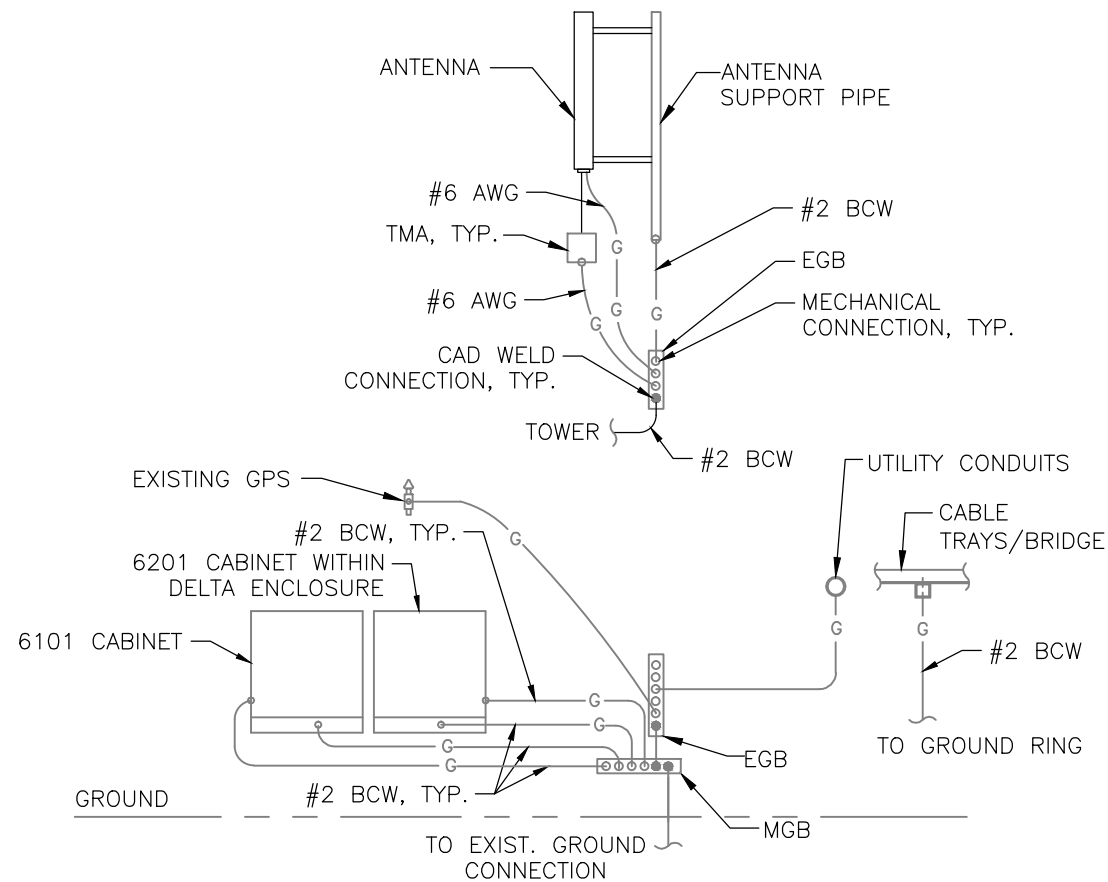 ANTENNA
ANTENNA
SUPPORT PIPE
#6 AWG
#2 BCW
TMA, TYP.
G
EGB
#6 AWG
MECHANICAL
CONNECTION, TYP.
G
G
G
CAD WELD
CONNECTION, TYP.
TOWER
#2 BCW
EXISTING GPS
UTILITY CONDUITS
#2 BCW, TYP.
G
CABLE
TRAYS/BRIDGE
6201 CABINET WITHIN
DELTA ENCLOSURE
6101 CABINET
G
G
#2 BCW
G
G
G
G
TO GROUND RING
EGB
#2 BCW, TYP.
GROUND
MGB
TO EXIST. GROUND
CONNECTION